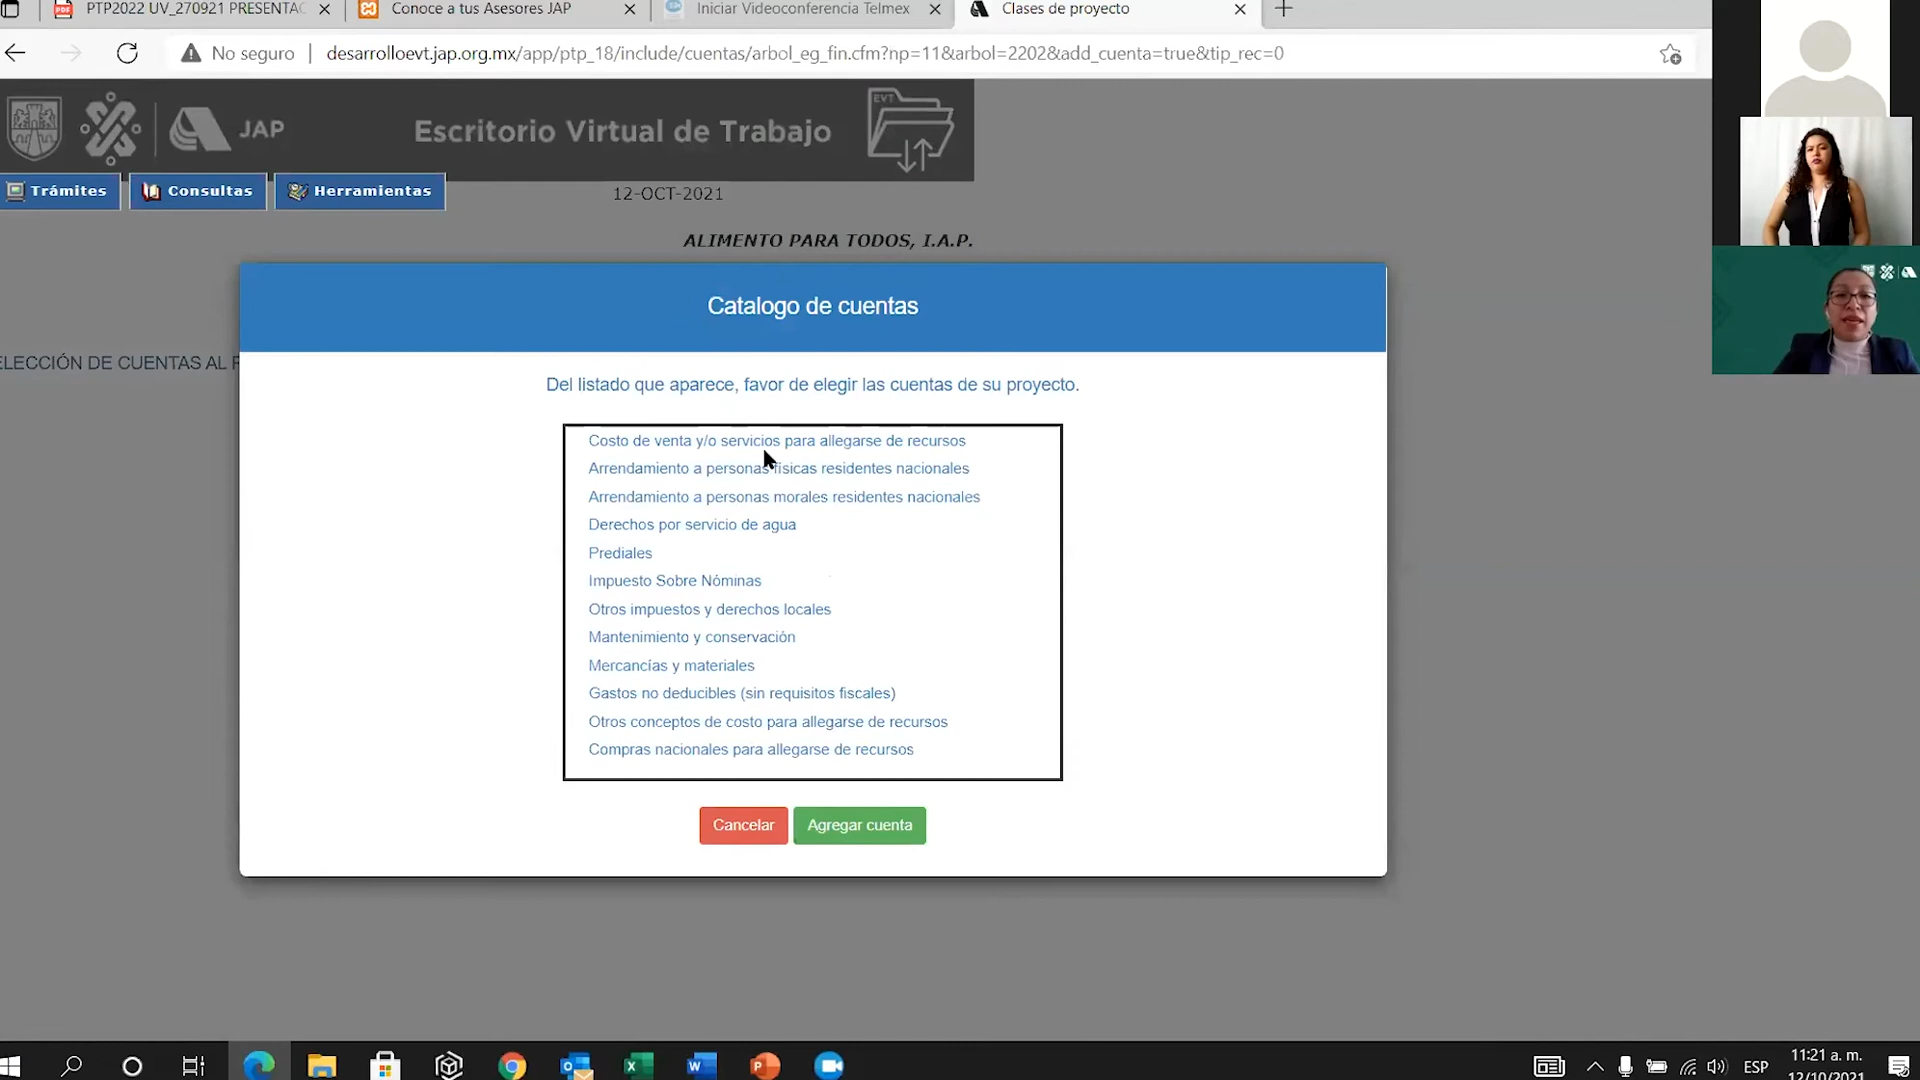 PTP2022 UV_270921 PRESENTAC
Conoce a tus Asesores JAP
Iniciar Videoconferencia Telmex
Clases de proyecto
No seguro
desarrolloevt.jap.org.mx/app/ptp_18/include/cuentas/arbol_eg_fin.cfm?np=11&arbol=2202&add_cuenta=true&tip_rec=0
JAP
Escritorio Virtual de Trabajo
EVT
Trámites
Consultas
Herramientas
12-OCT-2021
ALIMENTO PARA TODOS, I.A.P.
ELECCIÓN DE CUENTAS AL
Catalogo de cuentas
Del listado que aparece, favor de elegir las cuentas de su proyecto.
Costo de venta y/o servicios para allegarse de recursos
Arrendamiento a personas físicas residentes nacionales
Arrendamiento a personas morales residentes nacionales
Derechos por servicio de agua
Prediales
Impuesto Sobre Nóminas
Otros impuestos y derechos locales
Mantenimiento y conservación
Mercancías y materiales
Gastos no deducibles (sin requisitos fiscales)
Otros conceptos de costo para allegarse de recursos
Compras nacionales para allegarse de recursos
Cancelar
Agregar cuenta
ESP
11:21 a. m.
12/10/2021